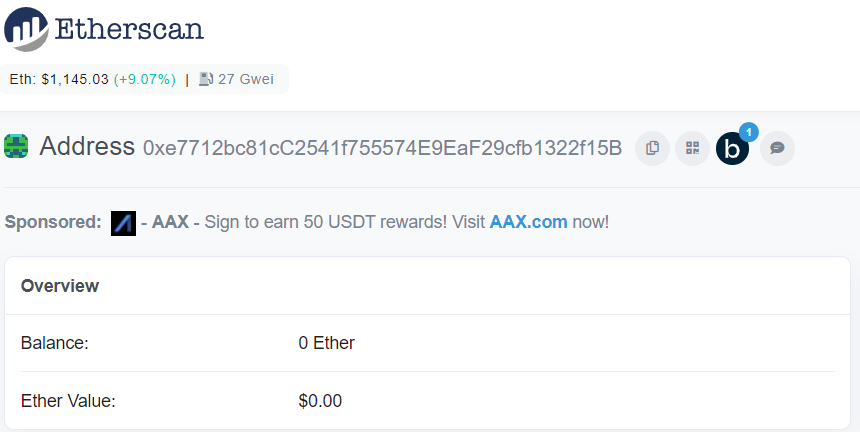 Etherscan
Eth: $1,145.03 (+9.07%) | 27 Gwei
Address 0xe7712bc81cC2541f755574E9EaF29cfb1322f15B b 1
Sponsored: - AAX - Sign to earn 50 USDT rewards! Visit AAX.com now!
Overview
Balance: 0 Ether
Ether Value: $0.00